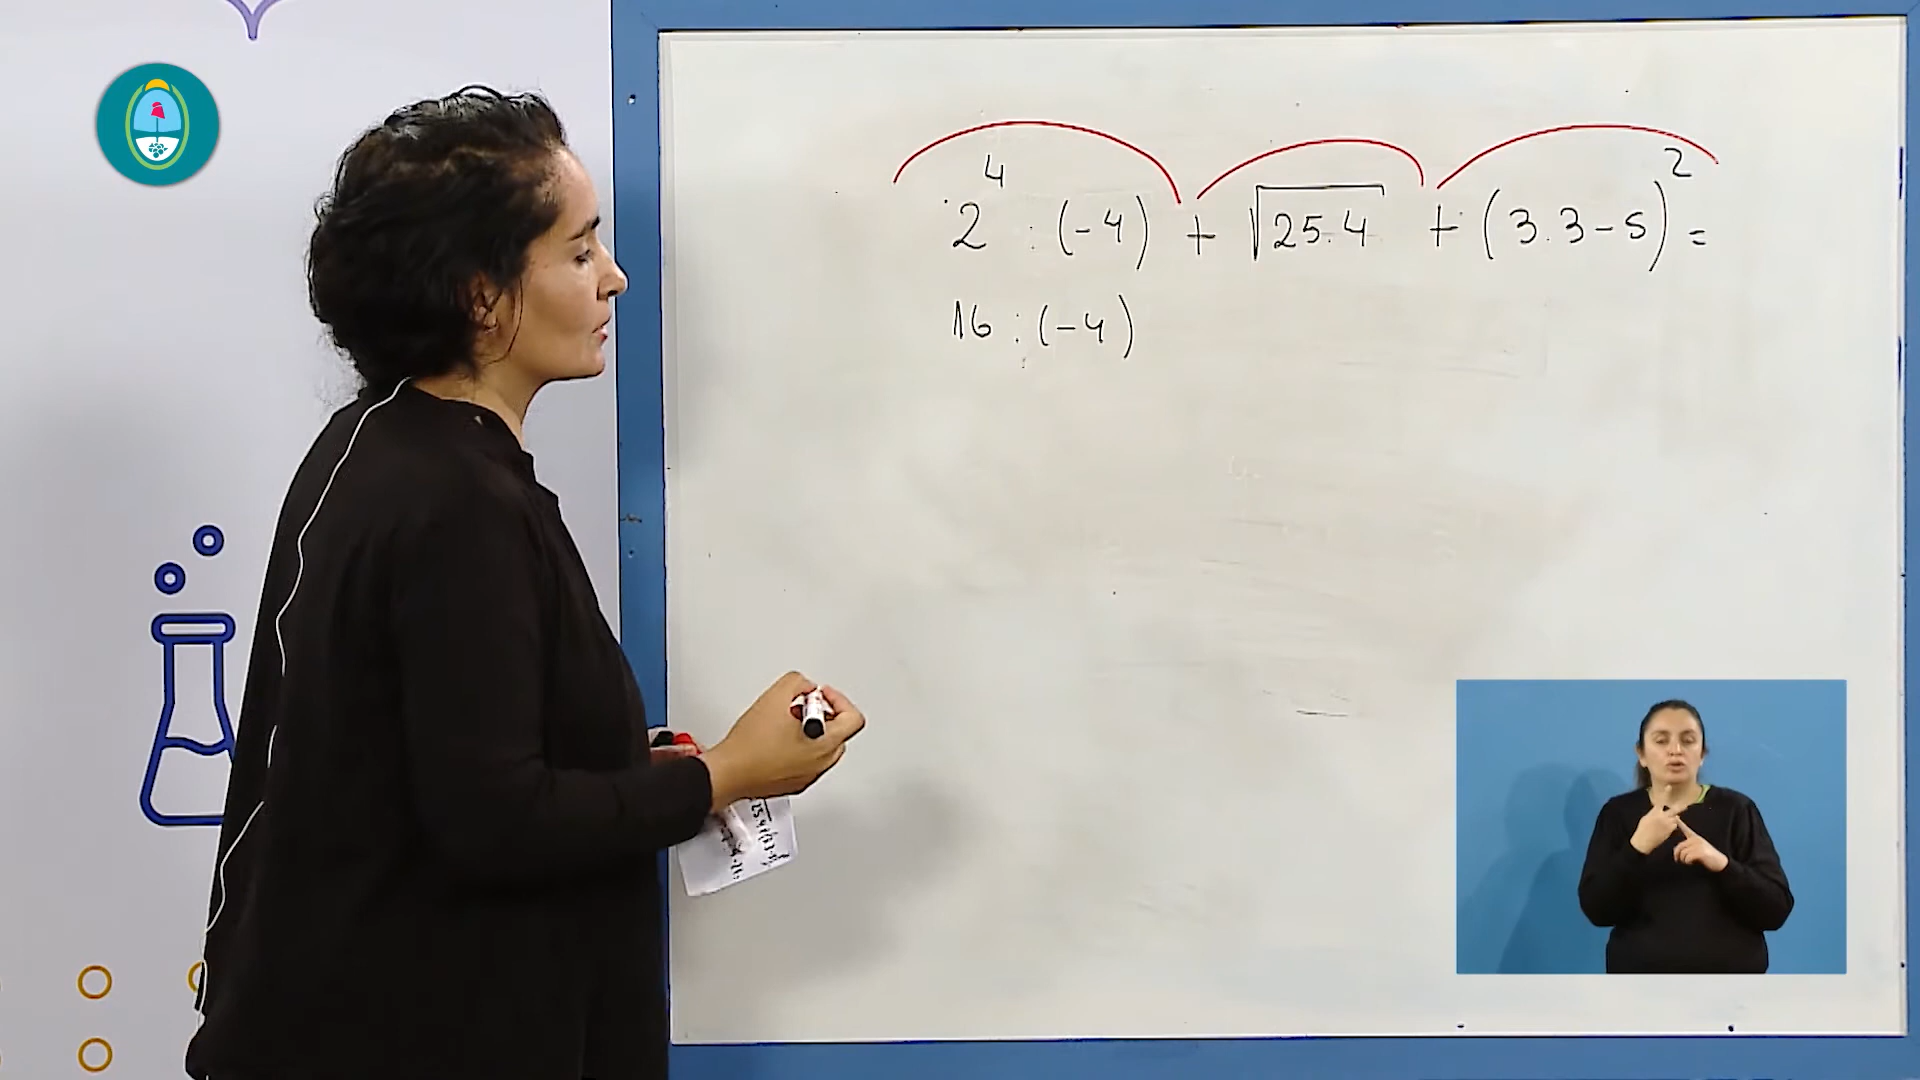 2⁴ : (-4) + √25.4 + (3.3-5)² =
16 : (-4)